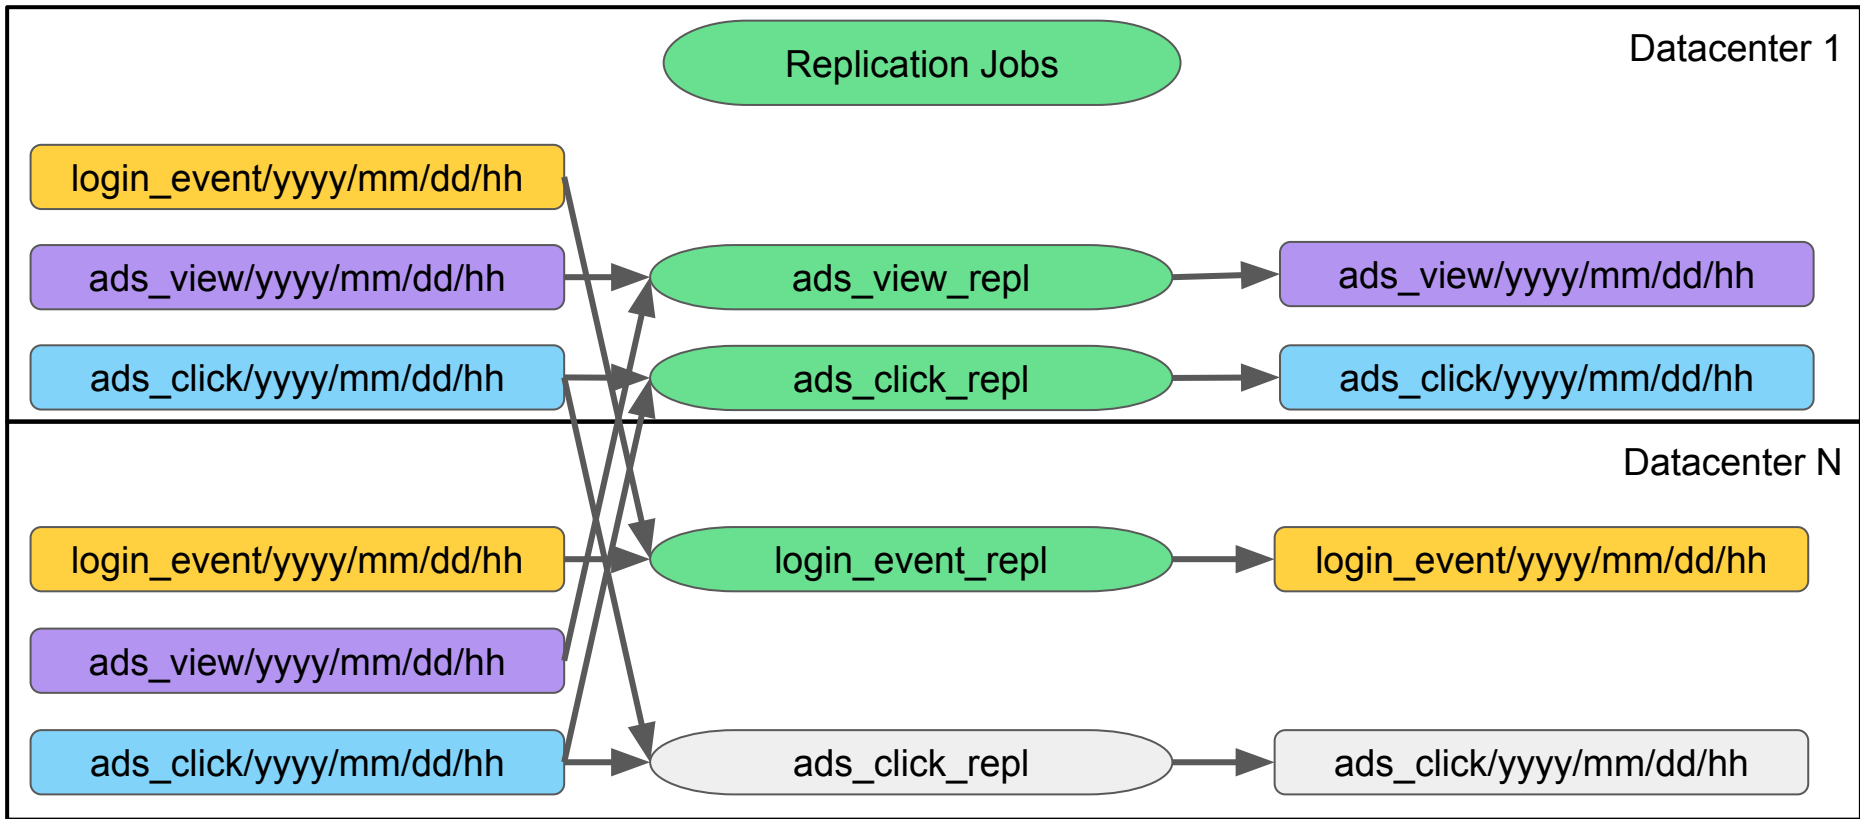 Datacenter 1
Replication Jobs
login_event/yyyy/mm/dd/hh
ads_view/yyyy/mm/dd/hh
ads_view_repl
ads_view/yyyy/mm/dd/hh
ads_click/yyyy/mm/dd/hh
ads_click_repl
ads_click/yyyy/mm/dd/hh
Datacenter N
login_event/yyyy/mm/dd/hh
login_event_repl
login_event/yyyy/mm/dd/hh
ads_view/yyyy/mm/dd/hh
ads_click/yyyy/mm/dd/hh
ads_click_repl
ads_click/yyyy/mm/dd/hh